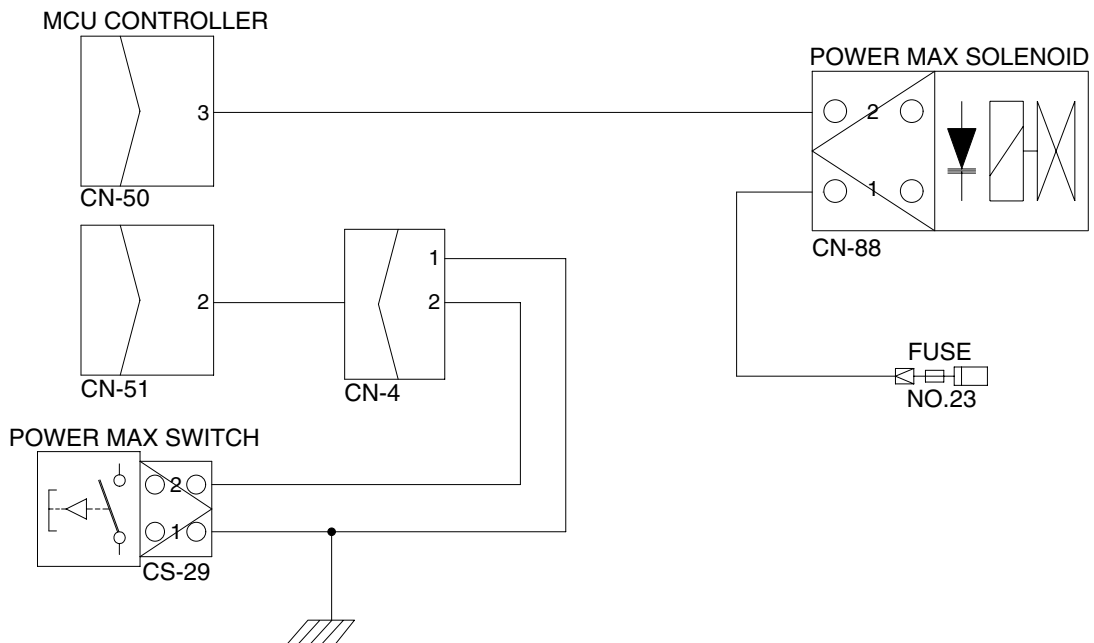 MCU CONTROLLER
POWER MAX SOLENOID
3
2
1
CN-50
CN-88
1
2
2
CN-51
CN-4
FUSE
NO.23
POWER MAX SWITCH
2
1
CS-29